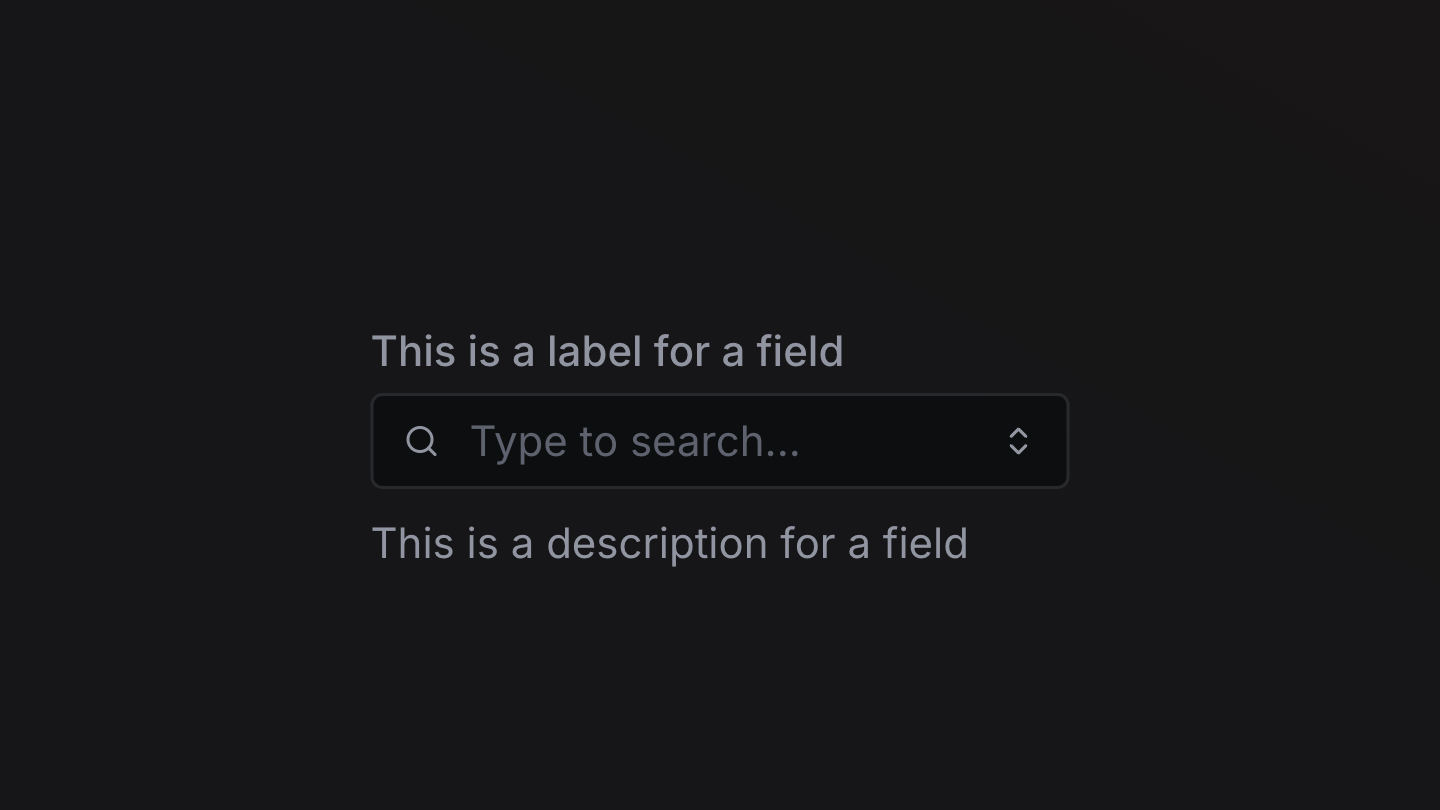 This is a label for a field
Type to search...
This is a description for a field